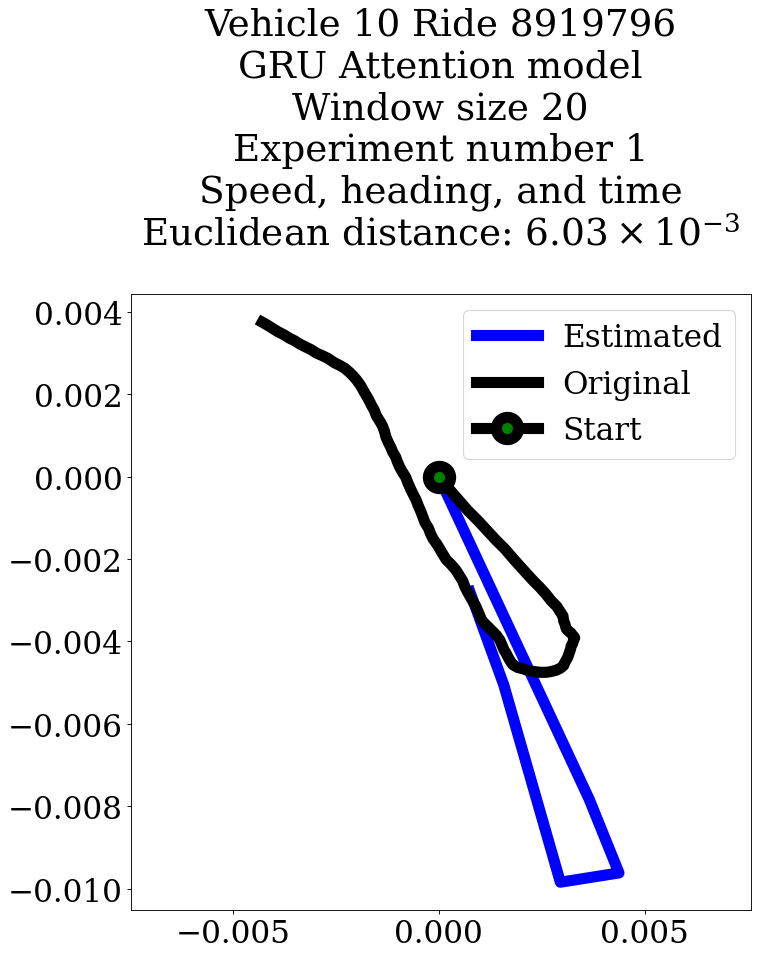 Vehicle 10 Ride 8919796
GRU Attention model
Window size 20
Experiment number 1
Speed, heading, and time
Euclidean distance: 6.03 × 10⁻³
Estimated
Original
Start
0.004
0.002
0.000
−0.002
−0.004
−0.006
−0.008
−0.010
−0.005
0.000
0.005